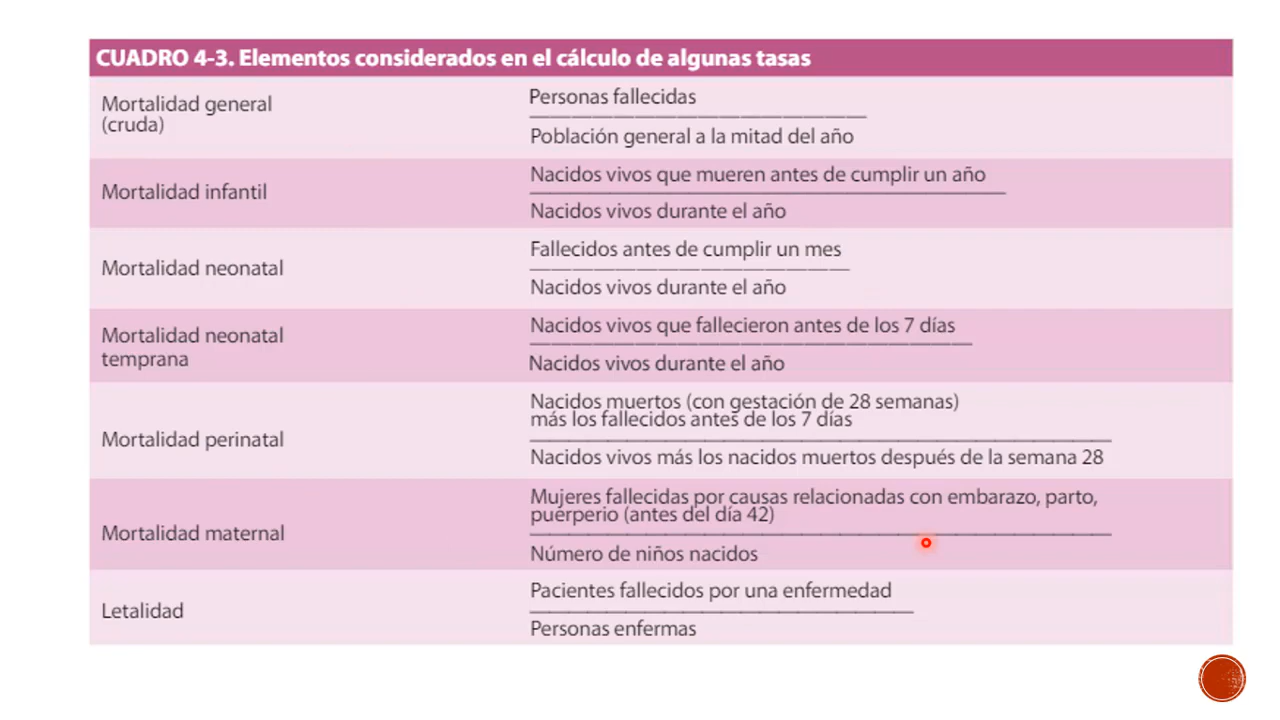 CUADRO 4-3. Elementos considerados en el cálculo de algunas tasas
Mortalidad general
(cruda)
Personas fallecidas
Población general a la mitad del año
Mortalidad infantil
Nacidos vivos que mueren antes de cumplir un año
Nacidos vivos durante el año
Mortalidad neonatal
Fallecidos antes de cumplir un mes
Nacidos vivos durante el año
Mortalidad neonatal
temprana
Nacidos vivos que fallecieron antes de los 7 días
Nacidos vivos durante el año
Mortalidad perinatal
Nacidos muertos (con gestación de 28 semanas)
más los fallecidos antes de los 7 días
Nacidos vivos más los nacidos muertos después de la semana 28
Mortalidad maternal
Mujeres fallecidas por causas relacionadas con embarazo, parto,
puerperio (antes del día 42)
Número de niños nacidos
Letalidad
Pacientes fallecidos por una enfermedad
Personas enfermas